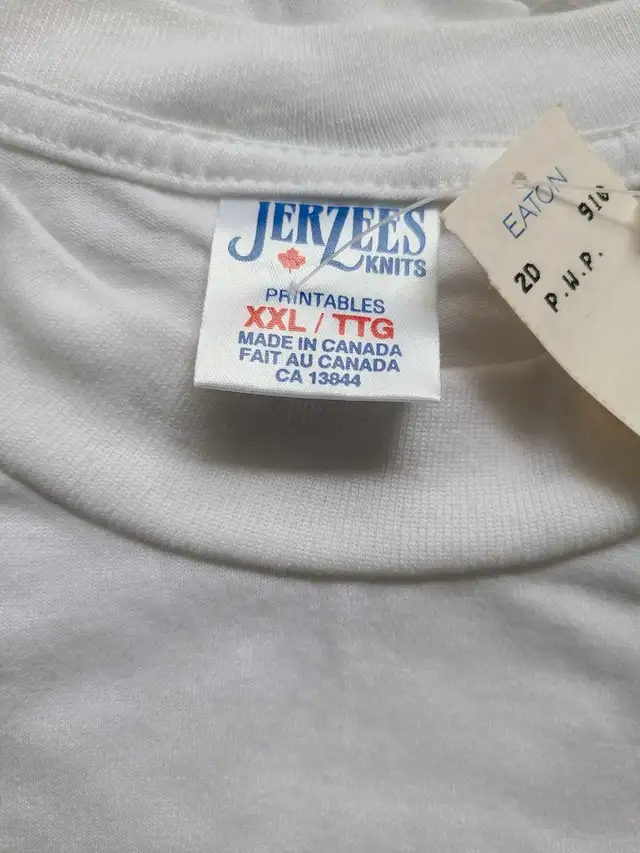 JERZEES
KNITS
PRINTABLES
XXL / TTG
MADE IN CANADA
FAIT AU CANADA
CA 13844
EATON
2D
P.W.P.